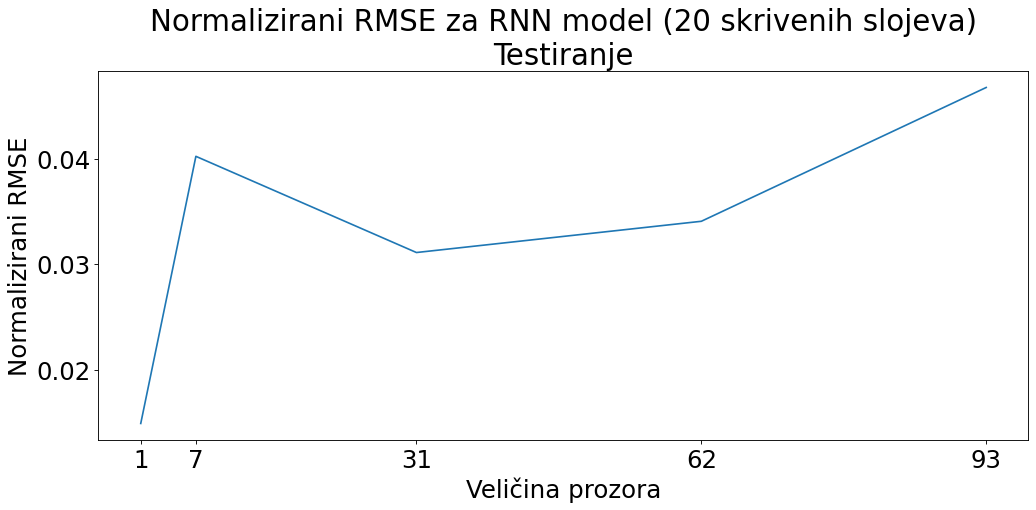 Normalizirani RMSE za RNN model (20 skrivenih slojeva)
Testiranje
Normalizirani RMSE
0.04
0.03
0.02
1 7 31 62 93
Veličina prozora